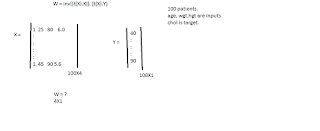 W = inv((t(X).X)). (t(X).Y)
100 patients.
age, wgt,hgt are inputs
chol is target.
1 25 80 6.0
40
X =
Y =
1 45 90 5.6
90
100X4
100X1
W = ?
4X1